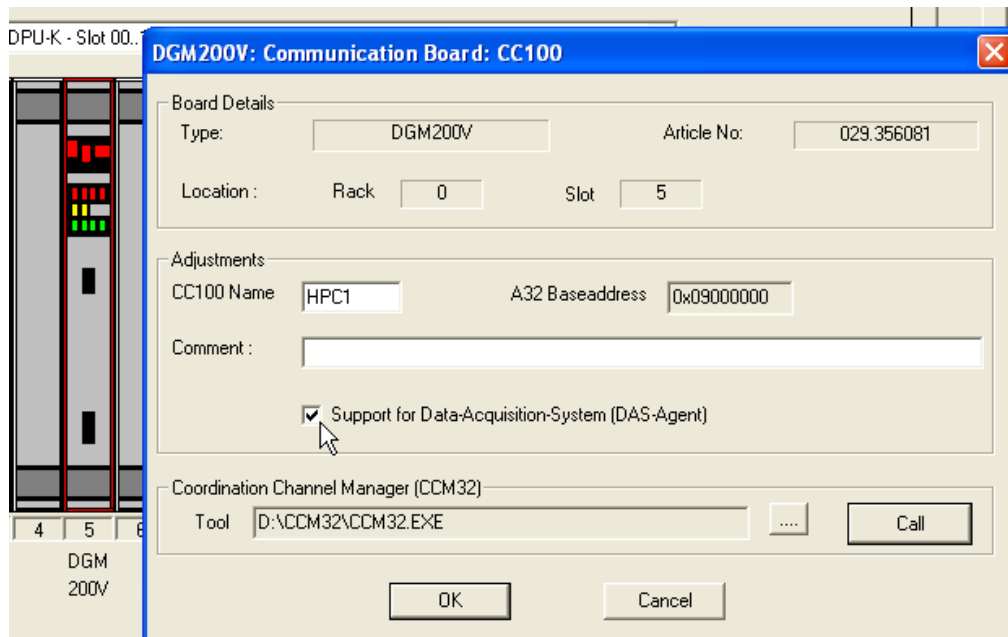 DPU-K - Slot 00..
DGM200V: Communication Board: CC100
Board Details
Type: DGM200V Article No: 029.356081
Location : Rack 0 Slot 5
Adjustments
CC100 Name HPC1 A32 Baseaddress 0x09000000
Comment :
Support for Data-Acquisition-System (DAS-Agent)
Coordination Channel Manager (CCM32)
Tool D:\CCM32\CCM32.EXE .... Call
4 5
DGM
200V
OK Cancel